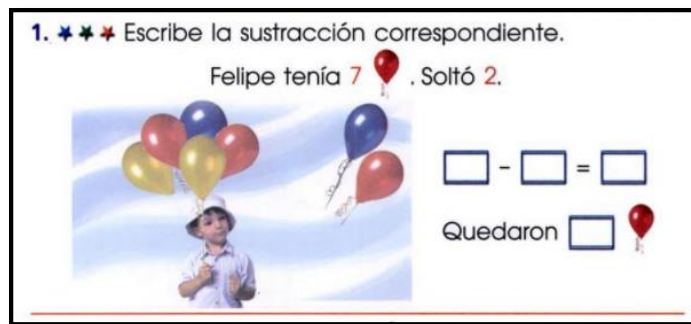 1. Escribe la sustracción correspondiente.
Felipe tenía 7 . Soltó 2.
- =
Quedaron